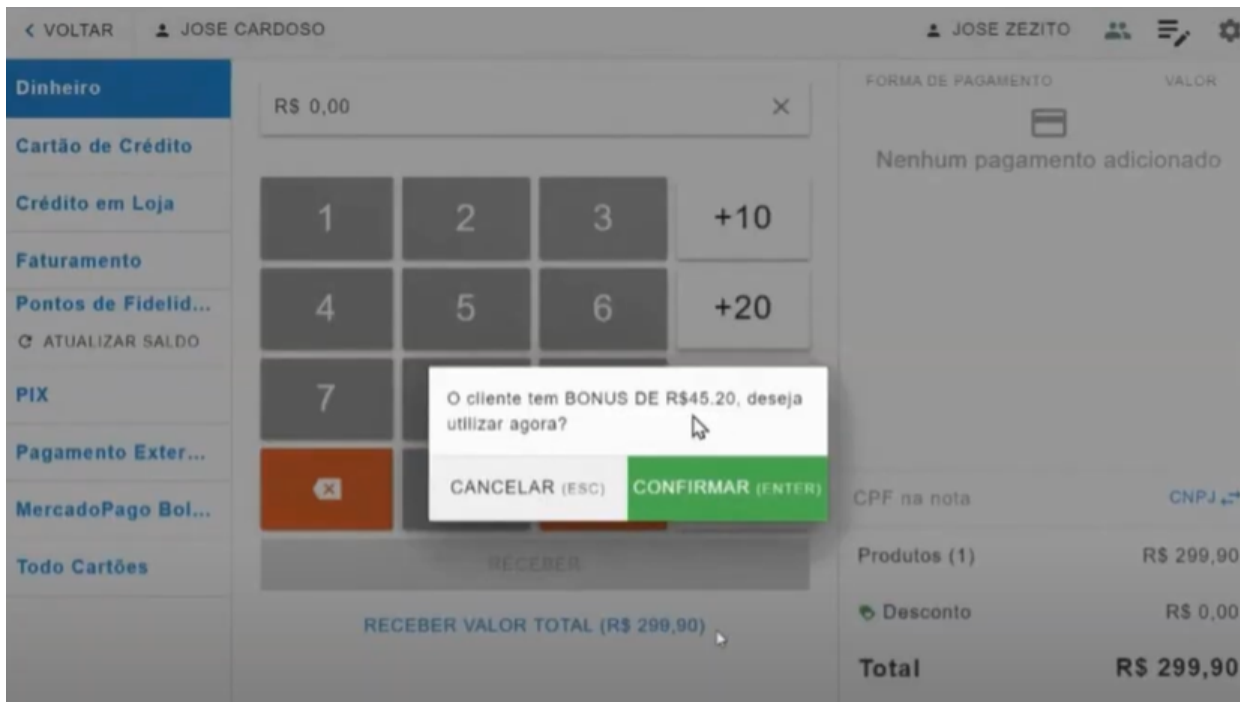 VOLTAR
JOSE CARDOSO
JOSE ZEZITO
Dinheiro
Cartão de Crédito
Crédito em Loja
Faturamento
Pontos de Fidelid...
ATUALIZAR SALDO
PIX
Pagamento Exter...
MercadoPago Bol...
Todo Cartões
R$ 0,00
1
2
3
+10
4
5
6
+20
7
O cliente tem BONUS DE R$45.20, deseja
utilizar agora?
CANCELAR (ESC)
CONFIRMAR (ENTER)
RECEBER
RECEBER VALOR TOTAL (R$ 299,90)
FORMA DE PAGAMENTO
VALOR
Nenhum pagamento adicionado
CPF na nota
CNPJ
Produtos (1)
R$ 299,90
Desconto
R$ 0,00
Total
R$ 299,90